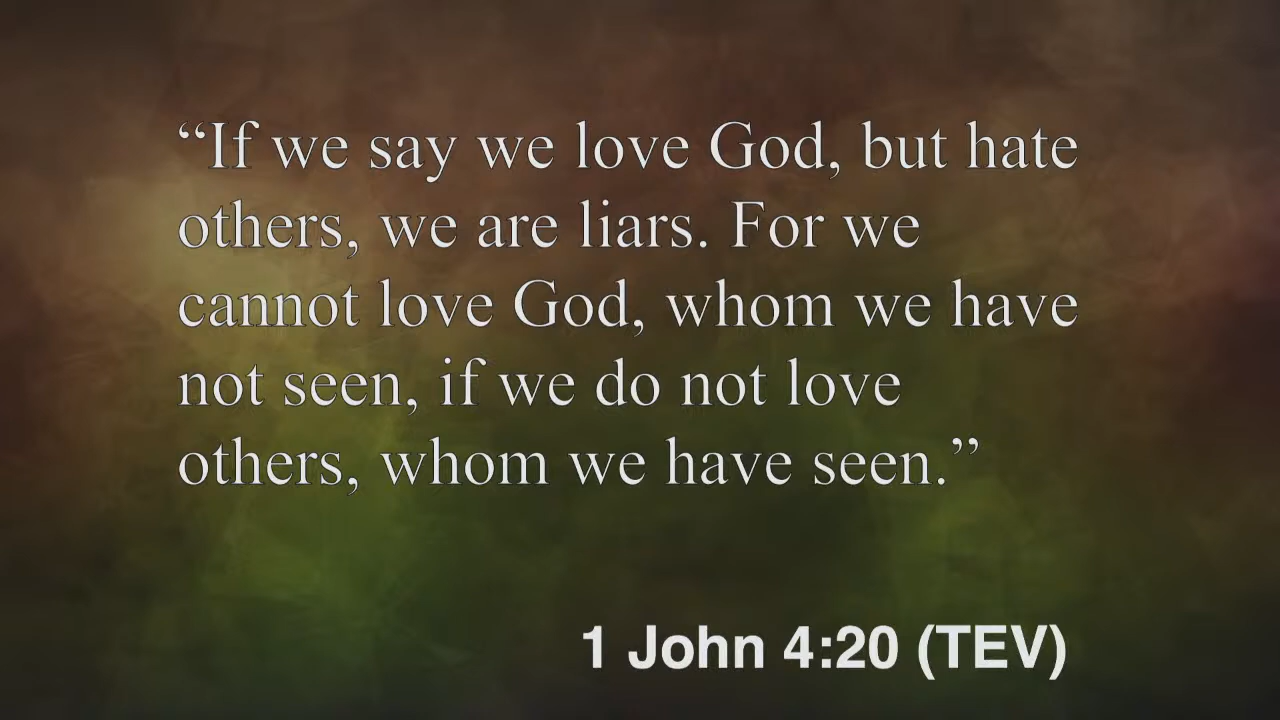 “If we say we love God, but hate
others, we are liars. For we
cannot love God, whom we have
not seen, if we do not love
others, whom we have seen.”
1 John 4:20 (TEV)